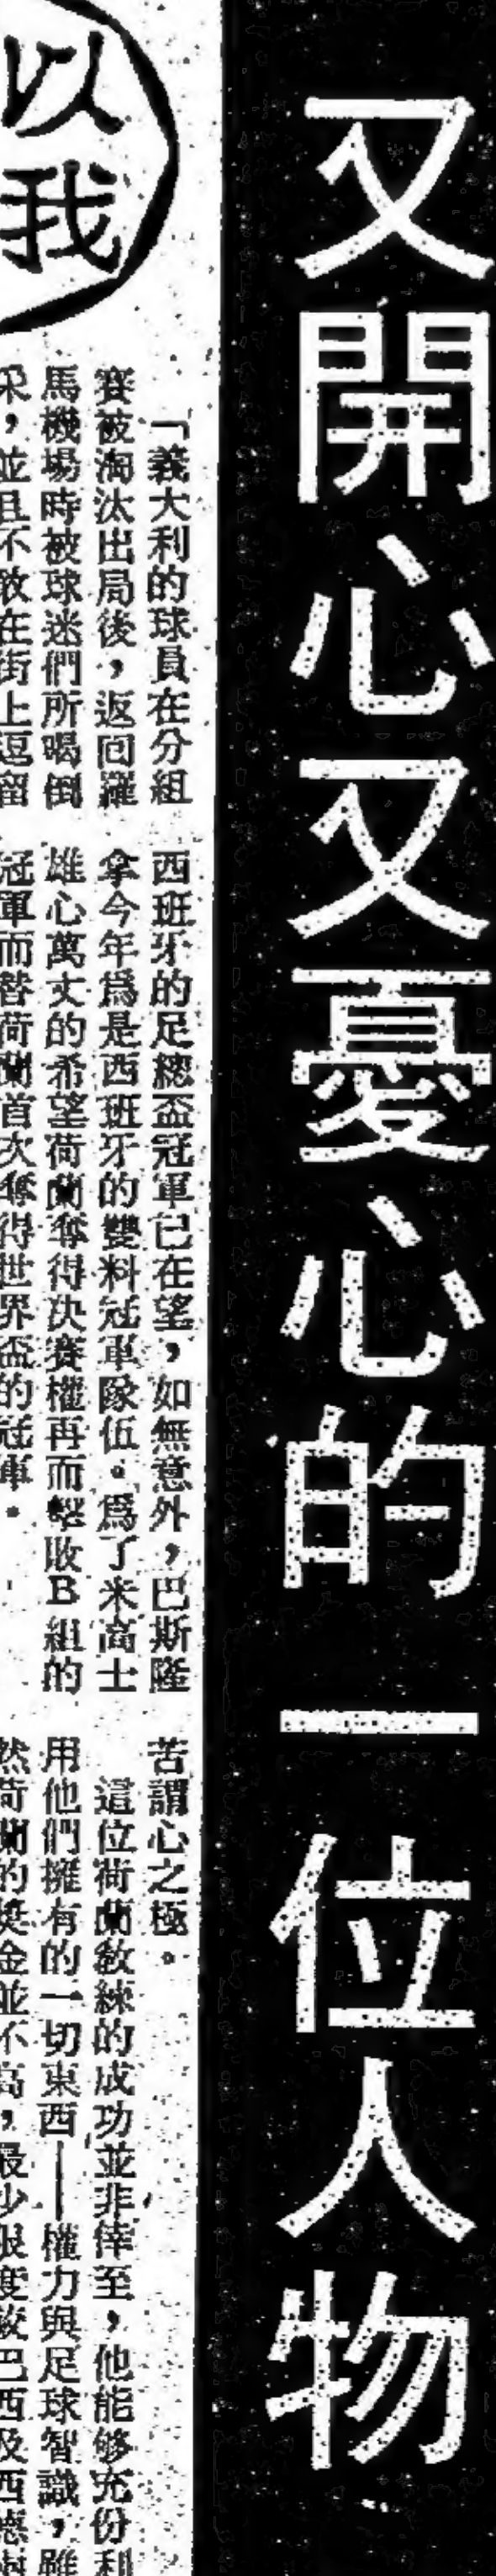 又開心又憂心的一位人物
以我
「義大利的球員在分組
賽被淘汰出局後，返回羅
馬機場時被球迷們所喝倒
采，並且不敢在街上逗留
西班牙的足總盃冠軍已在望，如無意外，巴斯隆
拿今年為是西班牙的雙料冠軍隊伍。為了米高士
雄心萬丈的希望荷蘭奪得決賽權再而擊敗B組的
冠軍而替荷蘭首次奪得世界盃的冠軍。
苦謂心之極。
這位荷蘭教練的成功並非倖至，他能够充份利
用他們擁有的一切東西——權力與足球智識，雖
然荷蘭的獎金並不高，最少限度較巴西及西德